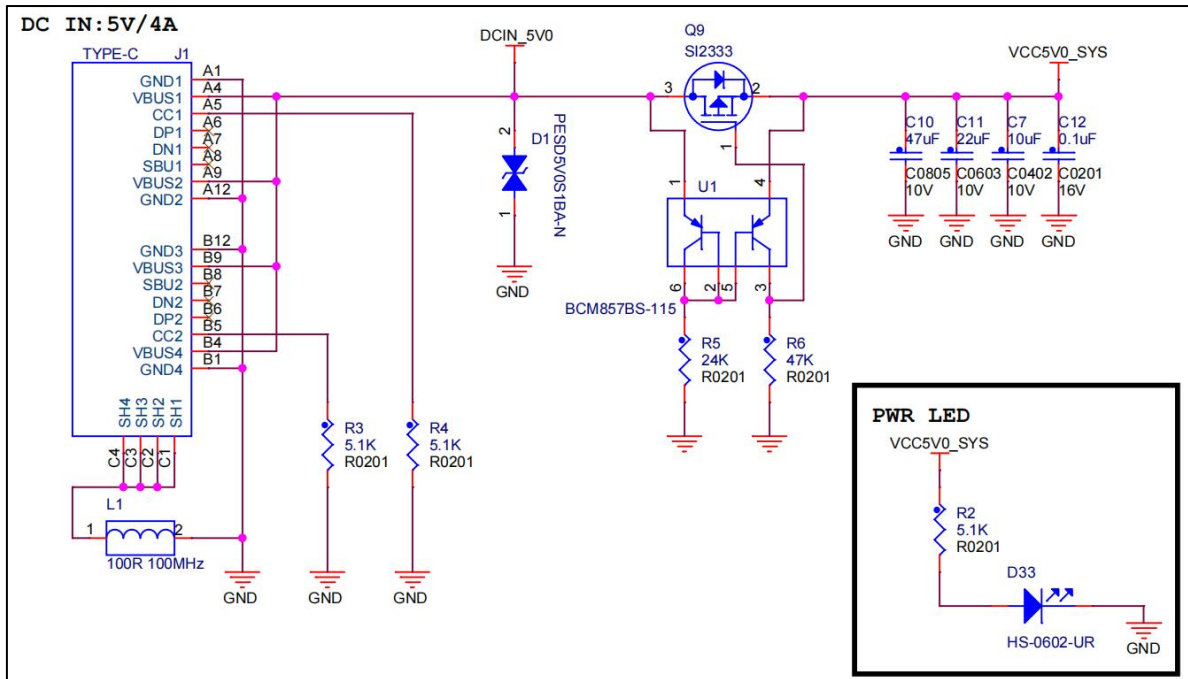 DC IN:5V/4A
TYPE-C
J1
GND1
A1
VBUS1
A4
CC1
A5
DP1
A6
DN1
A7
SBU1
A8
VBUS2
A9
GND2
A12
GND3
B12
VBUS3
B9
SBU2
B8
DN2
B7
DP2
B6
CC2
B5
VBUS4
B4
GND4
B1
SH4
SH3
SH2
SH1
C4
C3
C2
C1
L1
1
2
100R 100MHz
GND
R3
5.1K
R0201
GND
R4
5.1K
R0201
GND
DCIN_5V0
2
D1
1
PESD5V0S1BA-N
GND
Q9
SI2333
3
2
1
U1
1
4
6
2
5
3
BCM857BS-115
R5
24K
R0201
R6
47K
R0201
VCC5V0_SYS
C10
47uF
C0805
10V
GND
C11
22uF
C0603
10V
GND
C7
10uF
C0402
10V
GND
C12
0.1uF
C0201
16V
GND
PWR LED
VCC5V0_SYS
R2
5.1K
R0201
D33
HS-0602-UR
GND